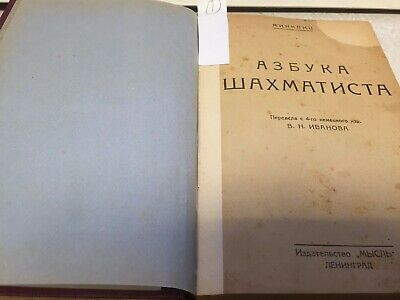 МИНКВИЦ
АЗБУКА
ШАХМАТИСТА
Перевела с 4-го немецкого изд.
В. Н. ИВАНОВА
Издательство „МЫСЛЬ“
ЛЕНИНГРАД